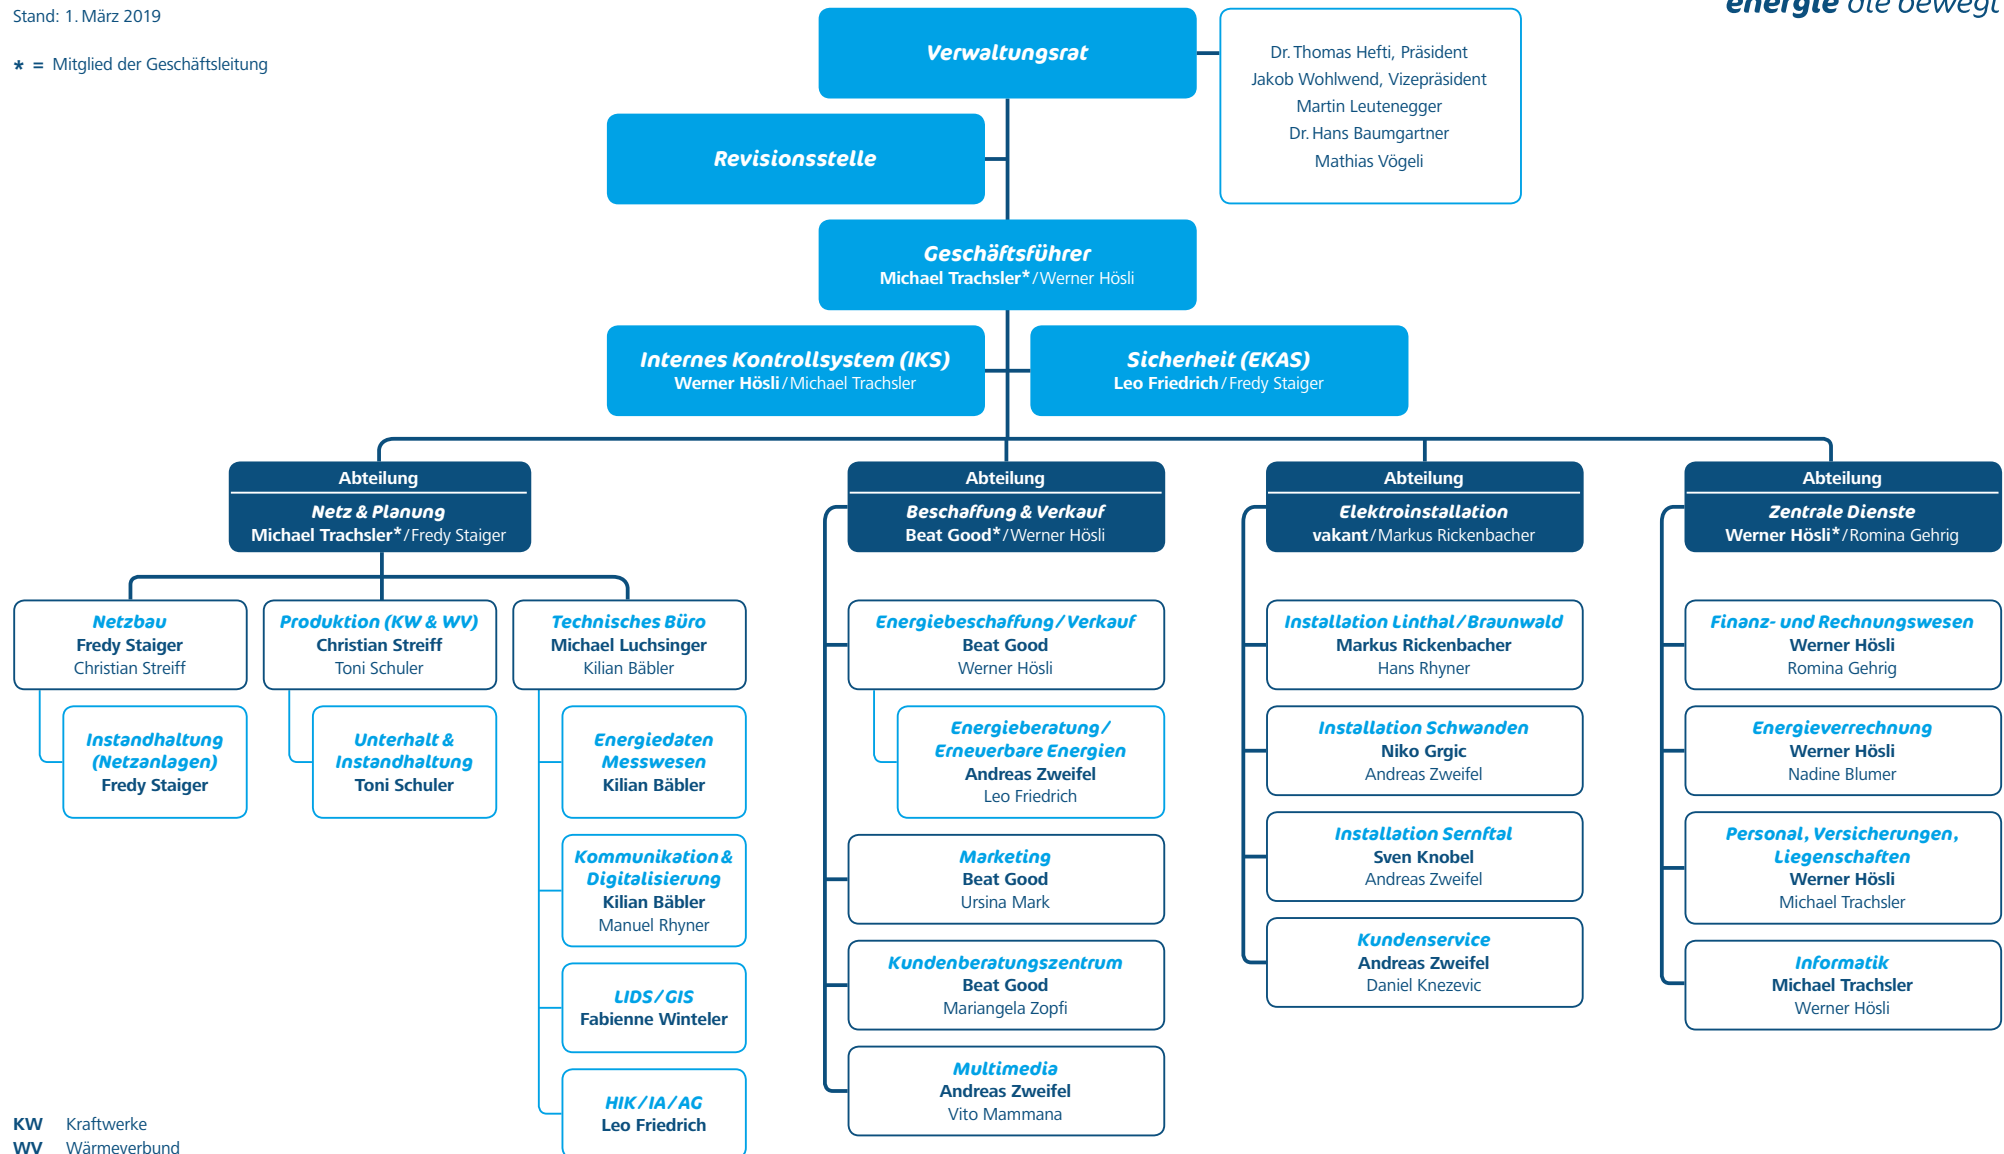 Stand: 1. März 2019
* = Mitglied der Geschäftsleitung
energie die bewegt
Verwaltungsrat
Dr. Thomas Hefti, Präsident
Jakob Wohlwend, Vizepräsident
Martin Leutenegger
Dr. Hans Baumgartner
Mathias Vögeli
Revisionsstelle
Geschäftsführer
Michael Trachsler*/Werner Hösli
Internes Kontrollsystem (IKS)
Werner Hösli/Michael Trachsler
Sicherheit (EKAS)
Leo Friedrich/Fredy Staiger
Abteilung
Netz & Planung
Michael Trachsler*/Fredy Staiger
Netzbau
Fredy Staiger
Christian Streiff
Instandhaltung
(Netzanlagen)
Fredy Staiger
Produktion (KW & WV)
Christian Streiff
Toni Schuler
Unterhalt &
Instandhaltung
Toni Schuler
Technisches Büro
Michael Luchsinger
Kilian Bäbler
Energiedaten
Messwesen
Kilian Bäbler
Kommunikation &
Digitalisierung
Kilian Bäbler
Manuel Rhyner
LIDS/GIS
Fabienne Winteler
HIK/IA/AG
Leo Friedrich
Abteilung
Beschaffung & Verkauf
Beat Good*/Werner Hösli
Energiebeschaffung/Verkauf
Beat Good
Werner Hösli
Energieberatung/
Erneuerbare Energien
Andreas Zweifel
Leo Friedrich
Marketing
Beat Good
Ursina Mark
Kundenberatungszentrum
Beat Good
Mariangela Zopfi
Multimedia
Andreas Zweifel
Vito Mammana
Abteilung
Elektroinstallation
vakant/Markus Rickenbacher
Installation Linthal/Braunwald
Markus Rickenbacher
Hans Rhyner
Installation Schwanden
Niko Grgic
Andreas Zweifel
Installation Sernftal
Sven Knobel
Andreas Zweifel
Kundenservice
Andreas Zweifel
Daniel Knezevic
Abteilung
Zentrale Dienste
Werner Hösli*/Romina Gehrig
Finanz- und Rechnungswesen
Werner Hösli
Romina Gehrig
Energieverrechnung
Werner Hösli
Nadine Blumer
Personal, Versicherungen,
Liegenschaften
Werner Hösli
Michael Trachsler
Informatik
Michael Trachsler
Werner Hösli
KW Kraftwerke
WV Wärmeverbund